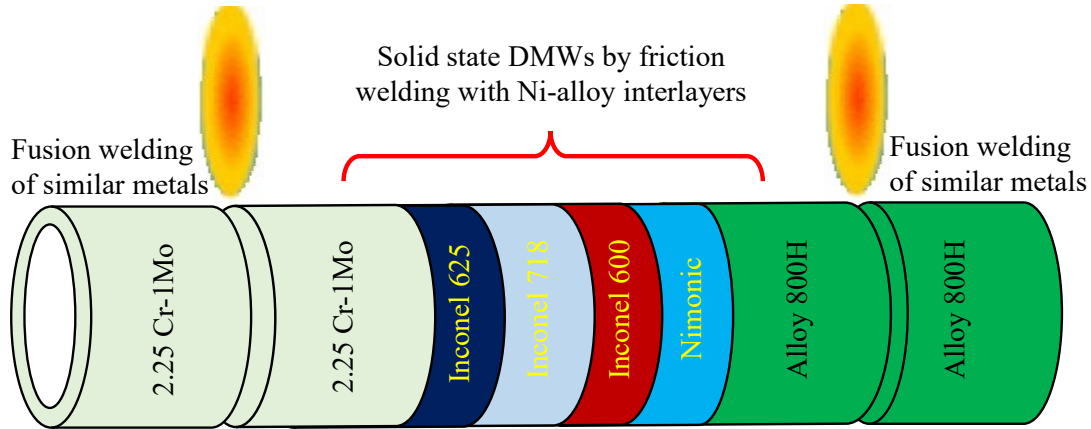 Solid state DMWs by friction
welding with Ni-alloy interlayers
Fusion welding
of similar metals
Fusion welding
of similar metals
2.25 Cr-1Mo
2.25 Cr-1Mo
Inconel 625
Inconel 718
Inconel 600
Nimonic
Alloy 800H
Alloy 800H